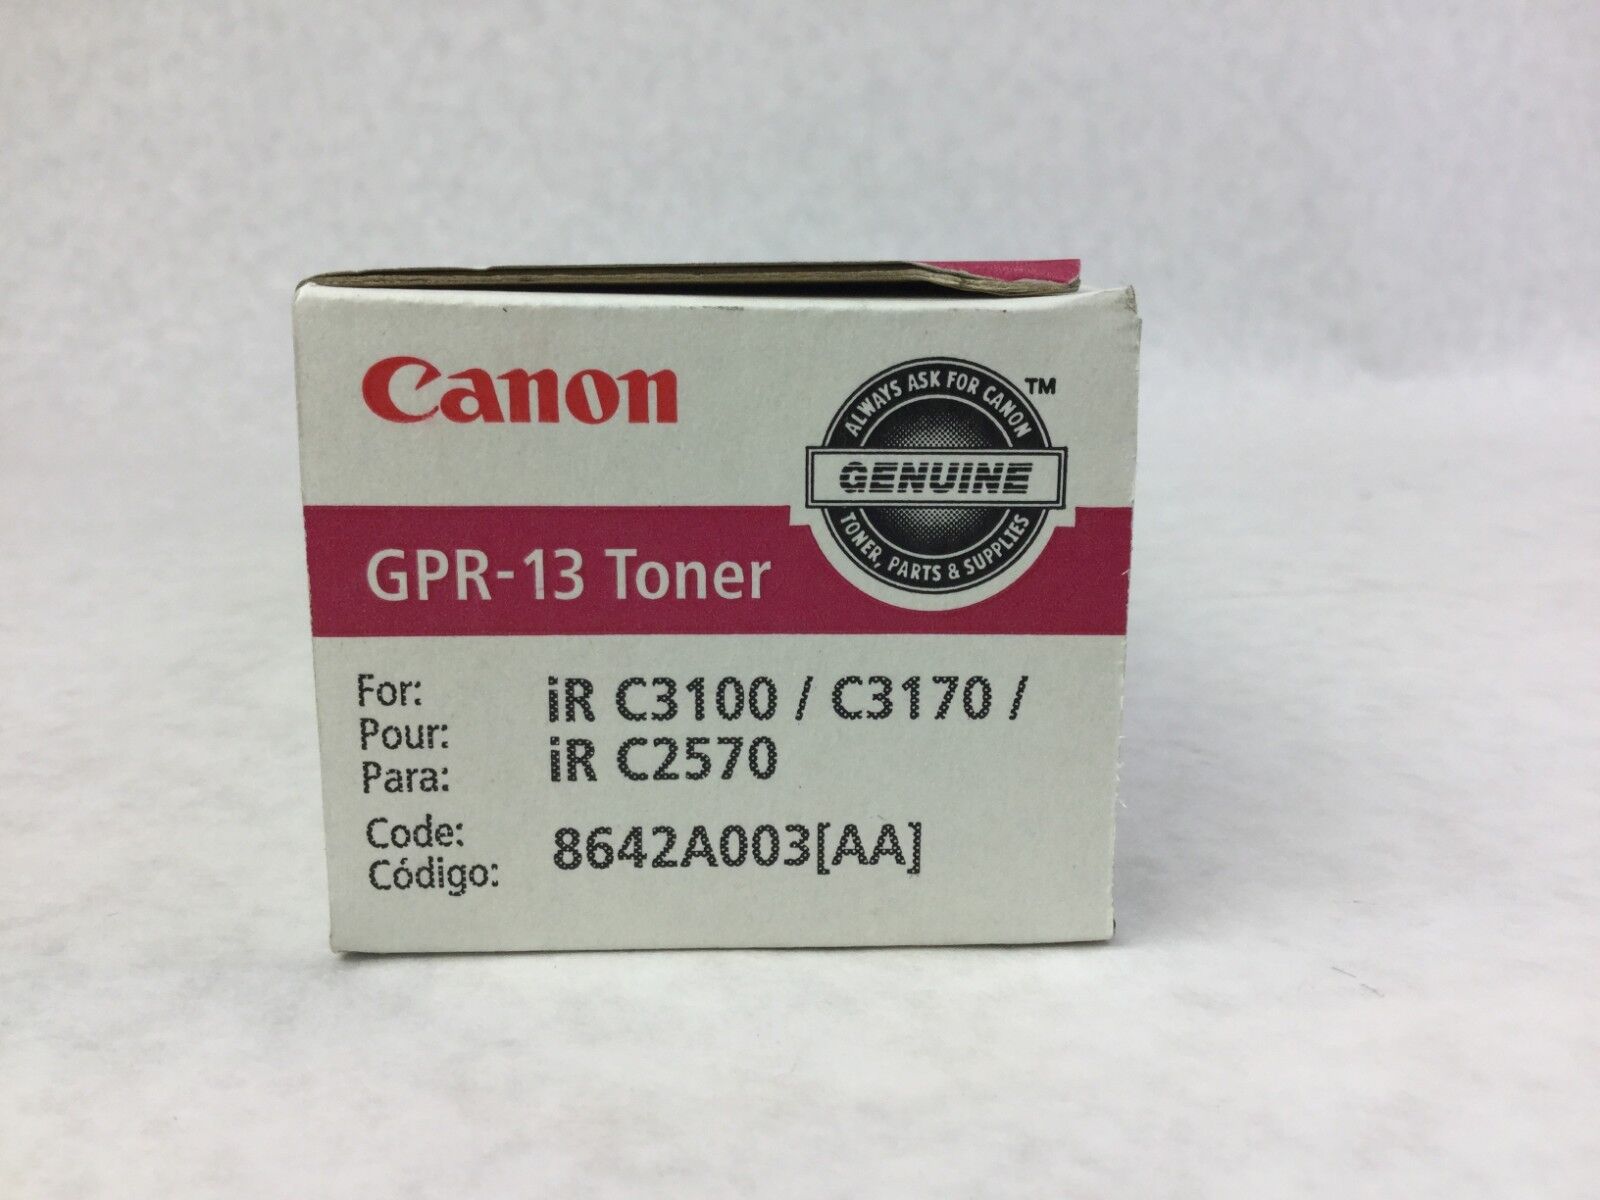 Canon
ALWAYS ASK FOR CANON
TM
GENUINE
TONER, PARTS & SUPPLIES
GPR-13 Toner
For: iR C3100 / C3170 /
Pour: iR C2570
Para:
Code: 8642A003[AA]
Código: